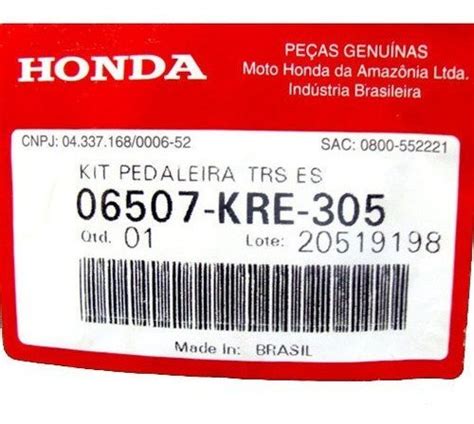 HONDA
PEÇAS GENUÍNAS
Moto Honda da Amazônia Ltda.
Indústria Brasileira
CNPJ: 04.337.168/0006-52 SAC: 0800-552221
KIT PEDALEIRA TRS ES
06507-KRE-305
Qtd. 01 Lote: 20519198
Made in: BRASIL